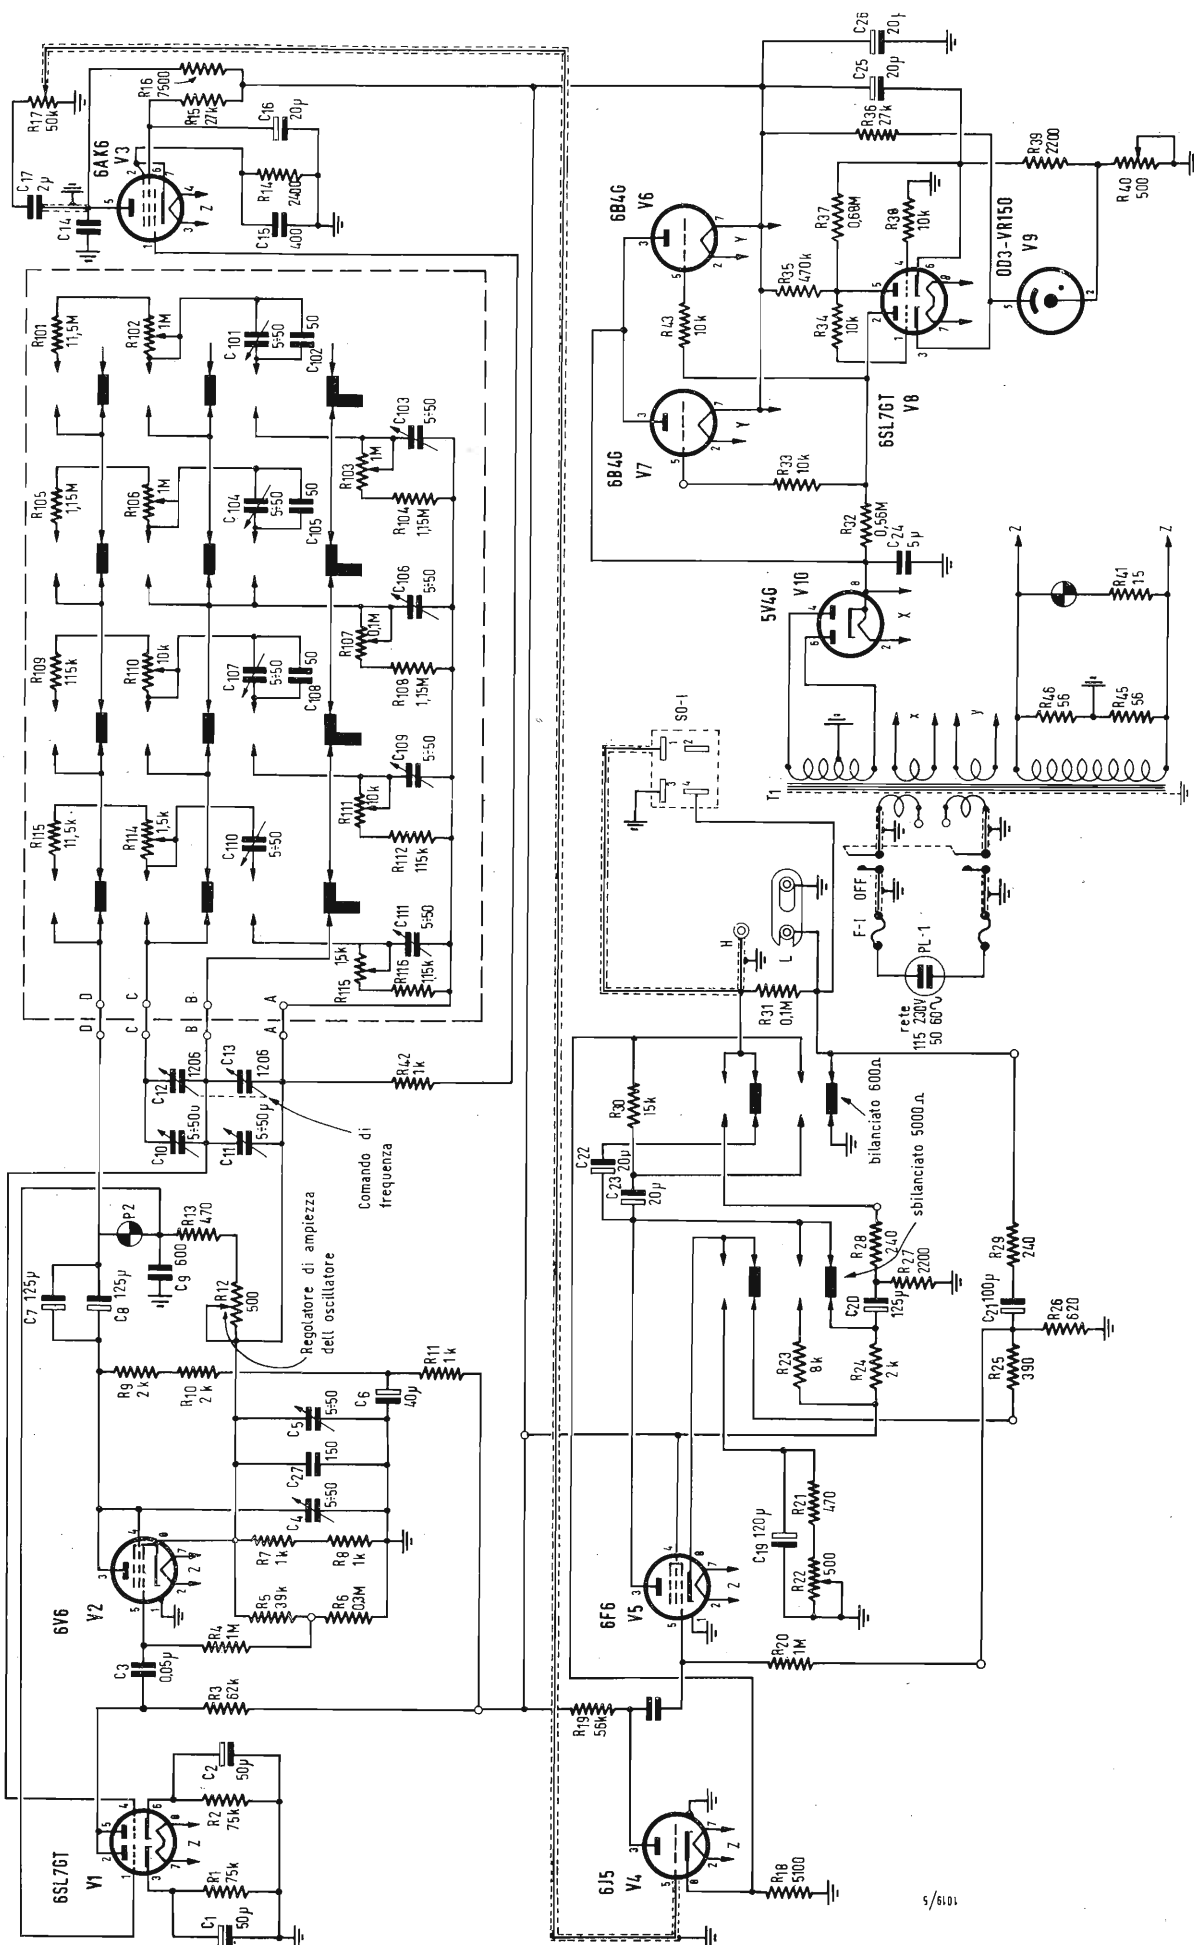 6SL7GT
V1
C1
50µ
R1
75k
R2
75k
C2
50µ
R3
62k
C3
0,05µ
R4
1M
6V6
V2
R5
39k
R6
0,3M
R7
1k
R8
1k
C4
5÷50
C27
150
C5
5÷50
C6
40µ
R9
2k
R10
2k
R11
1k
C7 125µ
C8
125µ
P2
C9 600
R13
470
R12
500
Regolatore di ampiezza
dell oscillatore
Comando di
frequenza
C10
5÷50µ
C11
5÷50µ
C12
1206
C13
1206
R42
1k
D
C
B
A
D
C
B
A
R115
11,5k
R114
1,5k
C110
5÷50
R115
15k
R116
115k
C111
5÷50
R109
115k
R110
10k
C107
5÷50
C108
50
R111
10k
R112
115k
C109
5÷50
R105
1,15M
R106
1M
C104
5÷50
C105
50
R107
0,1M
R108
1,15M
C106
5÷50
R101
11,5M
R102
1M
C101
5÷50
C102
50
R103
1M
R104
1,15M
C103
5÷50
6AK6
V3
C14
C17
2µ
R17
50k
R16
7500
R15
27k
C16
20µ
R14
2400
C15
400
Z
6J5
V4
R18
5100
R19
56k
R20
1M
6F6
V5
C19 120µ
R21
470
R22
500
R23
8k
R24
2k
R25
390
R26
620
C20
125µ
R27
2200
R28
240
C21
100µ
R29
240
sbilanciato 5000Ω
bilanciato 600Ω
C22
20µ
C23
20µ
R30
15k
R31
0,1M
H
L
SO-1
rete
115 230V
50 60
PL-1
F-1
OFF
T1
x
y
R46
56
R45
56
R41
15
Z
Z
5V4G
V10
X
C24
5µ
R32
0,56M
R33
10k
6B4G
V7
Y
6B4G
V6
Y
R43
10k
R35
470k
R34
10k
R37
0,68M
R38
10k
6SL7GT
V8
R36
27k
C25
20µ
C26
20µ
OD3-VR150
V9
R39
2200
R40
500
1019/5